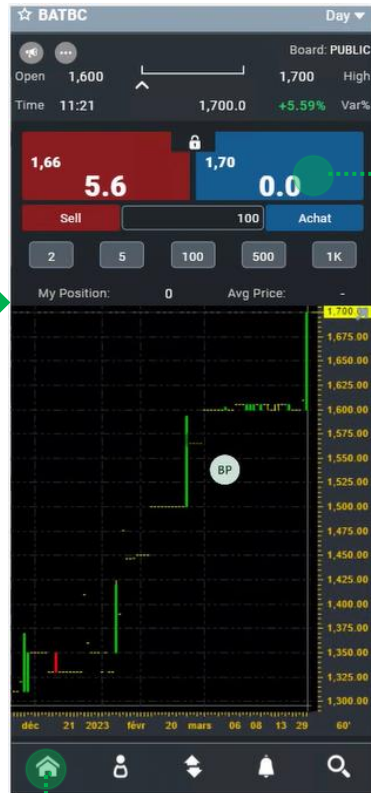 ☆ BATBC Day ▼
Board: PUBLIC
Open 1,600 1,700 High
Time 11:21 1,700.0 +5.59% Var%
1,66 5.6 1,70 0.0
Sell 100 Achat
2 5 100 500 1K
My Position: 0 Avg Price: -
1,700.00
1,675.00
1,650.00
1,625.00
1,600.00
1,575.00
BP
1,550.00
1,525.00
1,500.00
1,475.00
1,450.00
1,425.00
1,400.00
1,375.00
1,350.00
1,325.00
1,300.00
déc 21 2023 févr 20 mars 06 08 13 29 60'